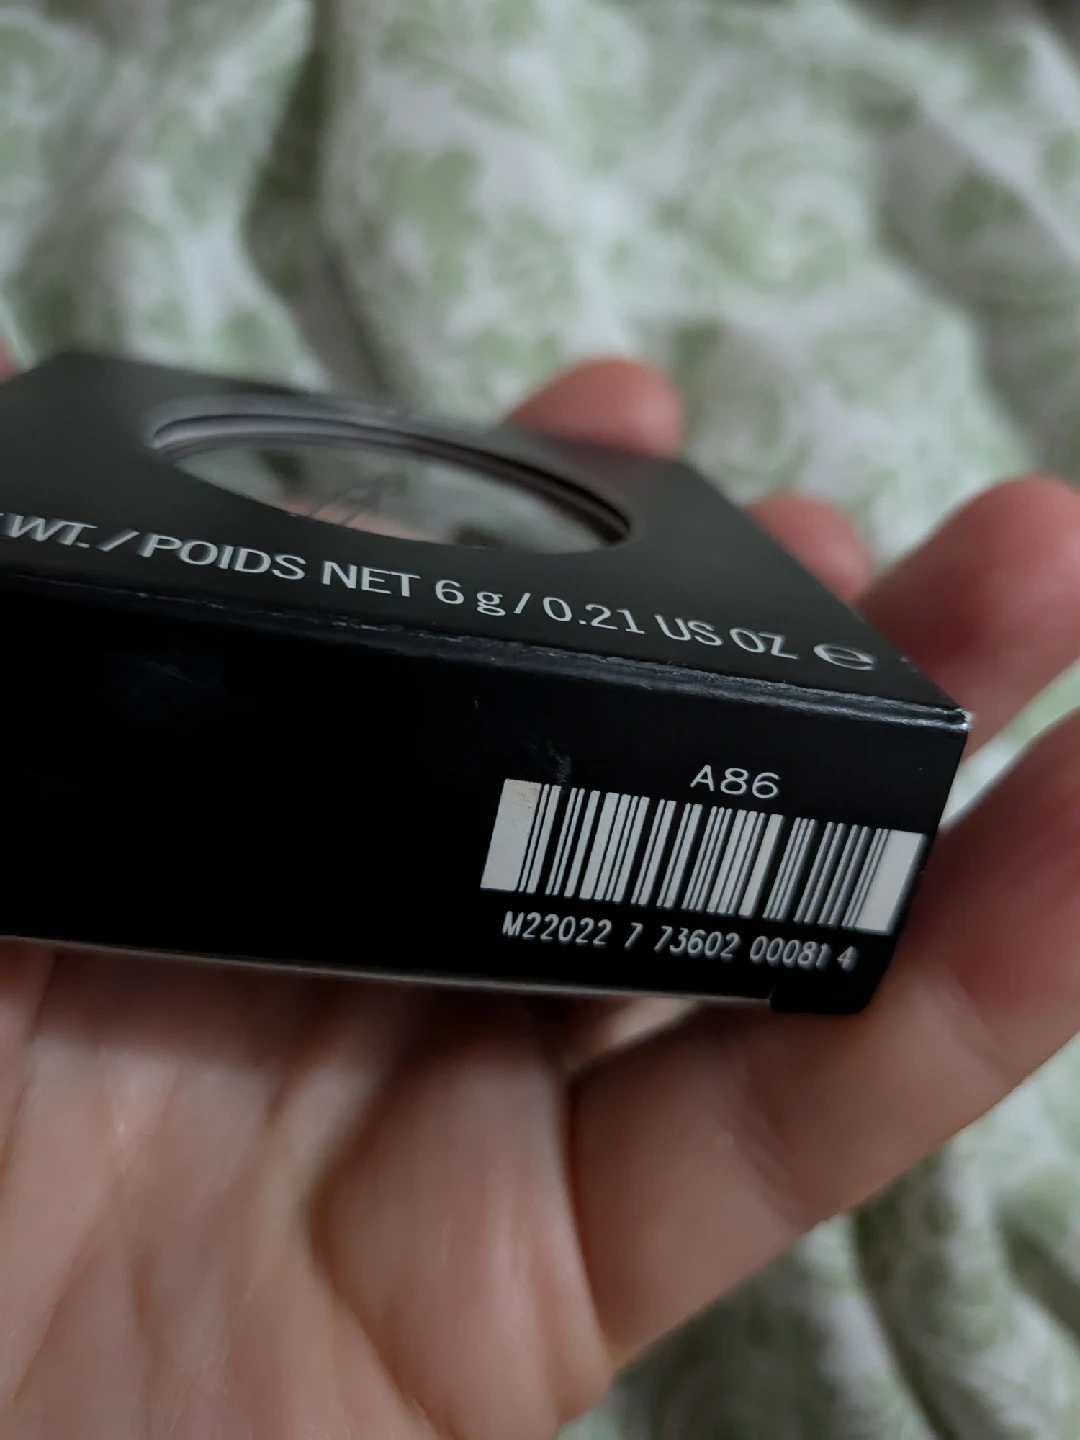 WT. / POIDS NET 6 g / 0.21 US OZ ℮
A86
M22022 7 73602 00081 4